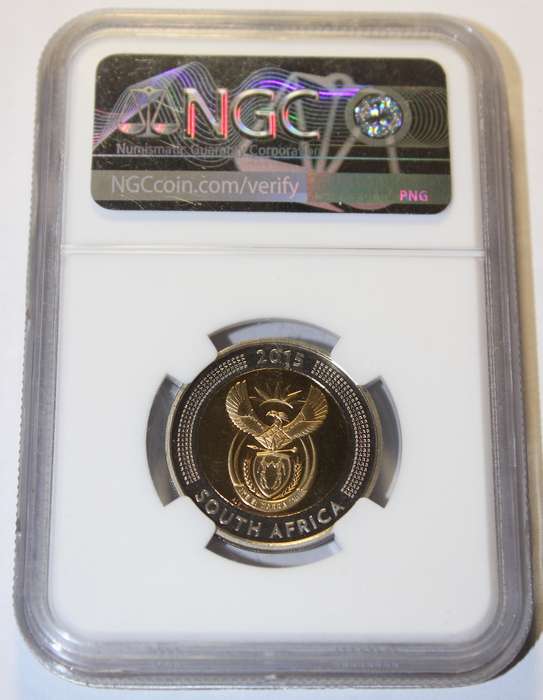 NGC
Numismatic Guaranty Corporation
NGCcoin.com/verify
PNG
2015
SOUTH AFRICA